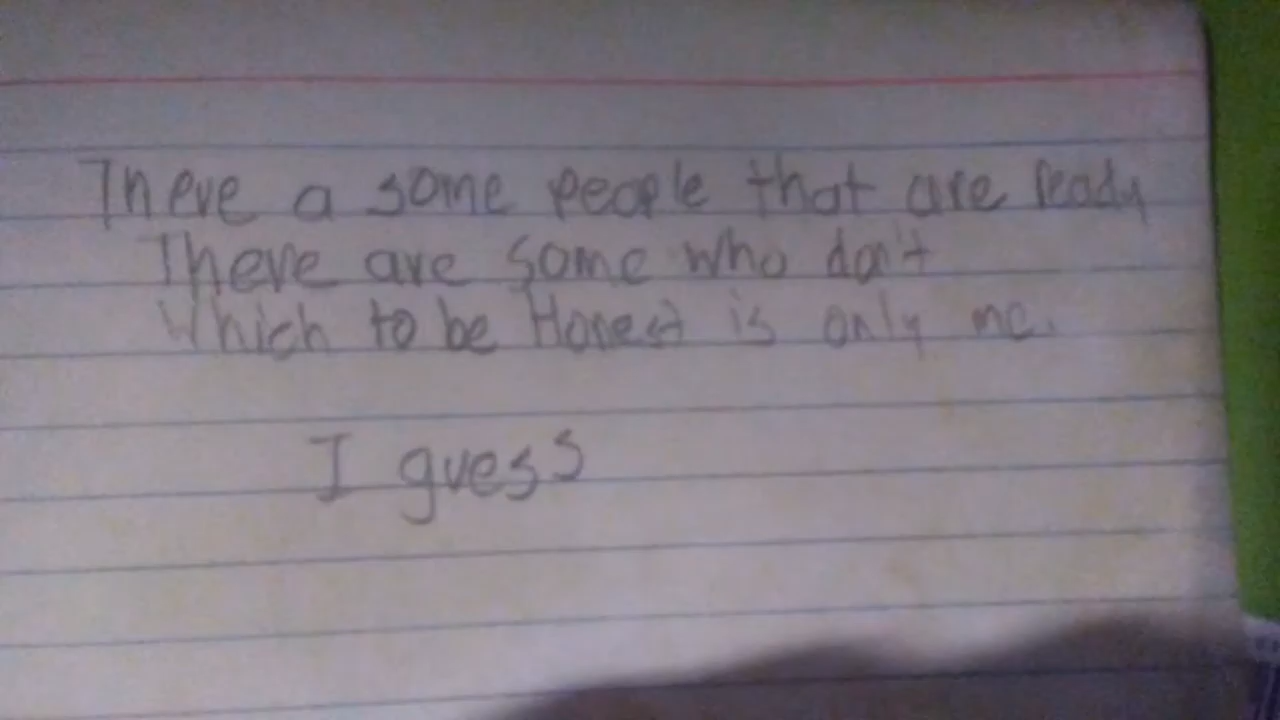 There a some people that are ready
There are some who don't
Which to be Honest is only me.
I guess